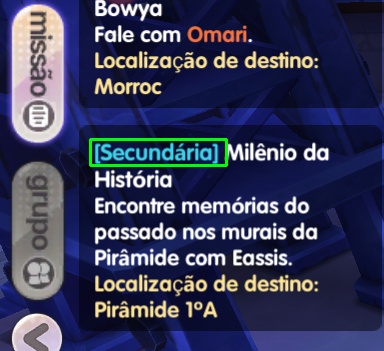 missão
grupo
Bowya
Fale com Omari.
Localização de destino:
Morroc
[Secundária] Milênio da
História
Encontre memórias do
passado nos murais da
Pirâmide com Eassis.
Localização de destino:
Pirâmide 1ºA